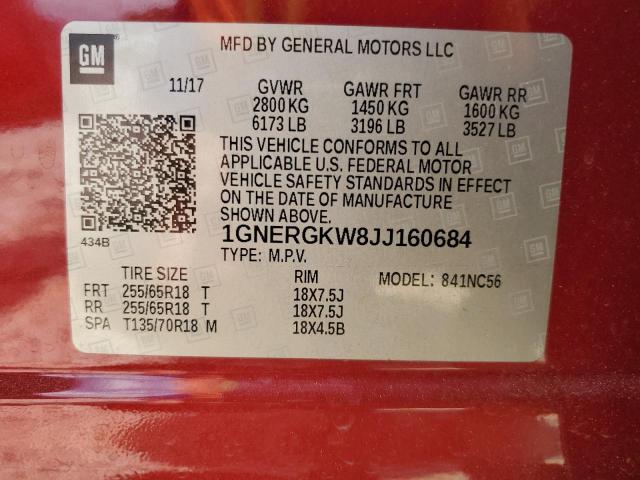 GM
MFD BY GENERAL MOTORS LLC
11/17 GVWR GAWR FRT GAWR RR
2800 KG 1450 KG 1600 KG
6173 LB 3196 LB 3527 LB
THIS VEHICLE CONFORMS TO ALL
APPLICABLE U.S. FEDERAL MOTOR
VEHICLE SAFETY STANDARDS IN EFFECT
ON THE DATE OF MANUFACTURE
SHOWN ABOVE.
434B
1GNERGKW8JJ160684
TYPE: M.P.V.
TIRE SIZE RIM MODEL: 841NC56
FRT 255/65R18 T 18X7.5J
RR 255/65R18 T 18X7.5J
SPA T135/70R18 M 18X4.5B